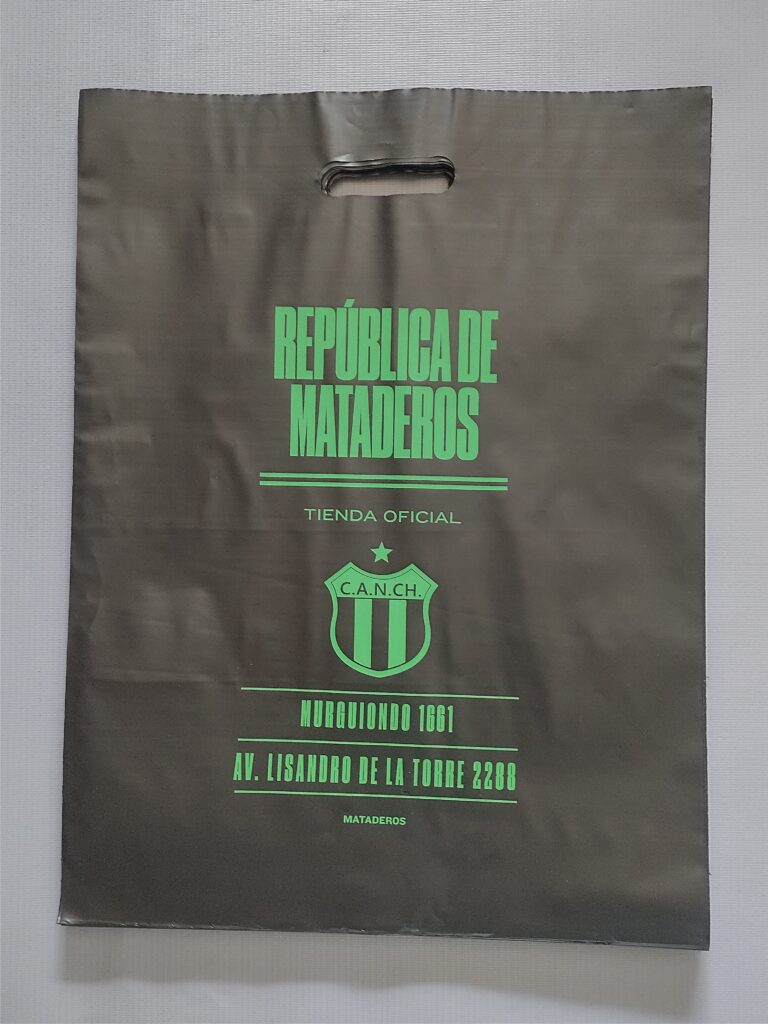 REPÚBLICA DE
MATADEROS
TIENDA OFICIAL
C.A.N.CH.
MURGUIONDO 1661
AV. LISANDRO DE LA TORRE 2288
MATADEROS